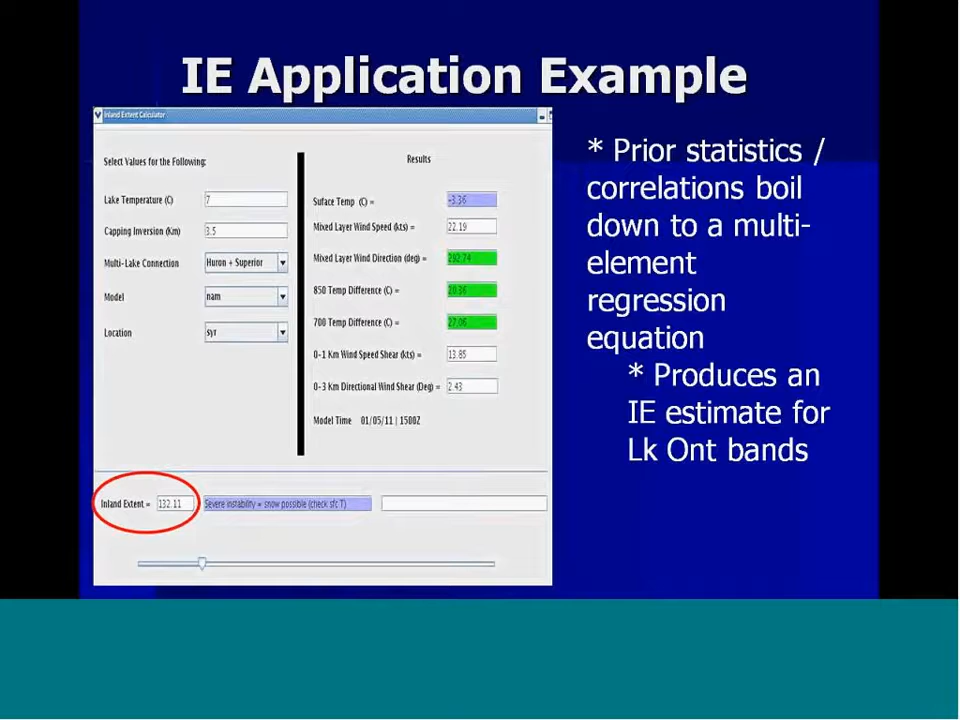 IE Application Example
Inland Extent Calculator
Select Values for the Following:
Lake Temperature (C) 7
Capping Inversion (Km) 3.5
Multi-Lake Connection Huron + Superior
Model nam
Location syr
Results
Suface Temp (C) = -3.36
Mixed Layer Wind Speed (kts) = 22.19
Mixed Layer Wind Direction (deg) = 292.74
850 Temp Difference (C) = 20.36
700 Temp Difference (C) = 27.06
0-1 Km Wind Speed Shear (kts) = 13.85
0-3 Km Directional Wind Shear (Deg) = 2.43
Model Time 01/05/11 | 1500Z
Inland Extent = 132.11 Severe instability = snow possible (check sfc T)
* Prior statistics /
correlations boil
down to a multi-
element
regression
equation
* Produces an
IE estimate for
Lk Ont bands